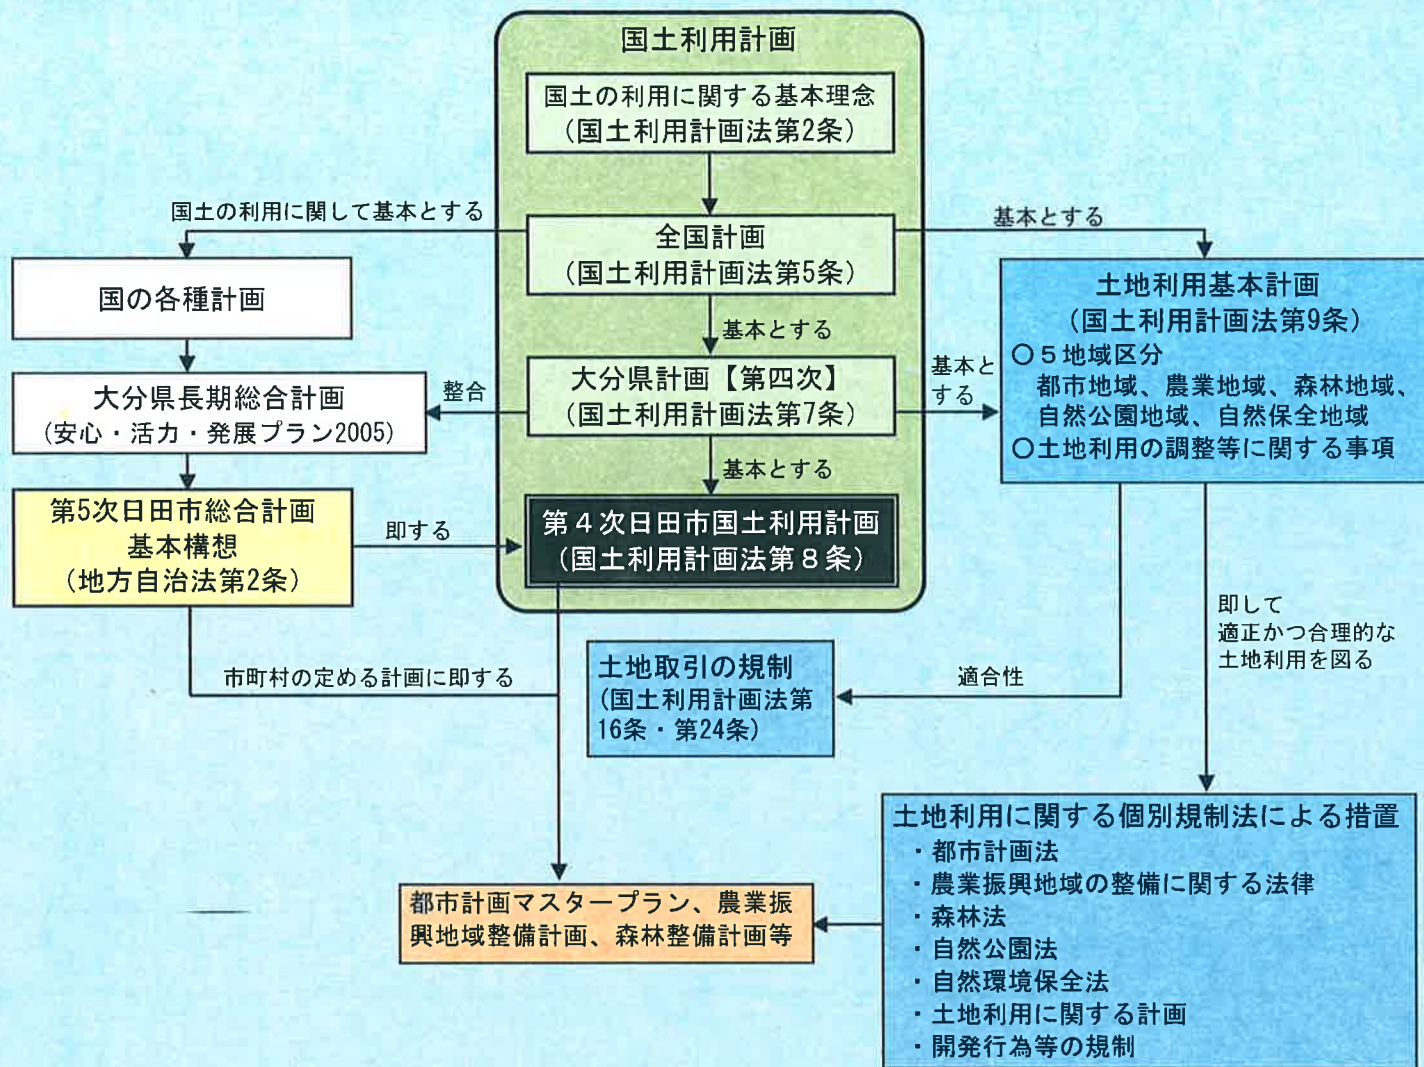 国土利用計画
国土の利用に関する基本理念
(国土利用計画法第2条)
国土の利用に関して基本とする
基本とする
全国計画
(国土利用計画法第5条)
国の各種計画
土地利用基本計画
(国土利用計画法第9条)
○5地域区分
都市地域、農業地域、森林地域、
自然公園地域、自然保全地域
○土地利用の調整等に関する事項
基本とする
大分県長期総合計画
(安心・活力・発展プラン2005)
整合
大分県計画【第四次】
(国土利用計画法第7条)
基本と
する
基本とする
第5次日田市総合計画
基本構想
(地方自治法第2条)
即する
第4次日田市国土利用計画
(国土利用計画法第8条)
即して
適正かつ合理的な
土地利用を図る
市町村の定める計画に即する
土地取引の規制
(国土利用計画法第
16条・第24条)
適合性
土地利用に関する個別規制法による措置
・都市計画法
・農業振興地域の整備に関する法律
・森林法
・自然公園法
・自然環境保全法
・土地利用に関する計画
・開発行為等の規制
都市計画マスタープラン、農業振
興地域整備計画、森林整備計画等